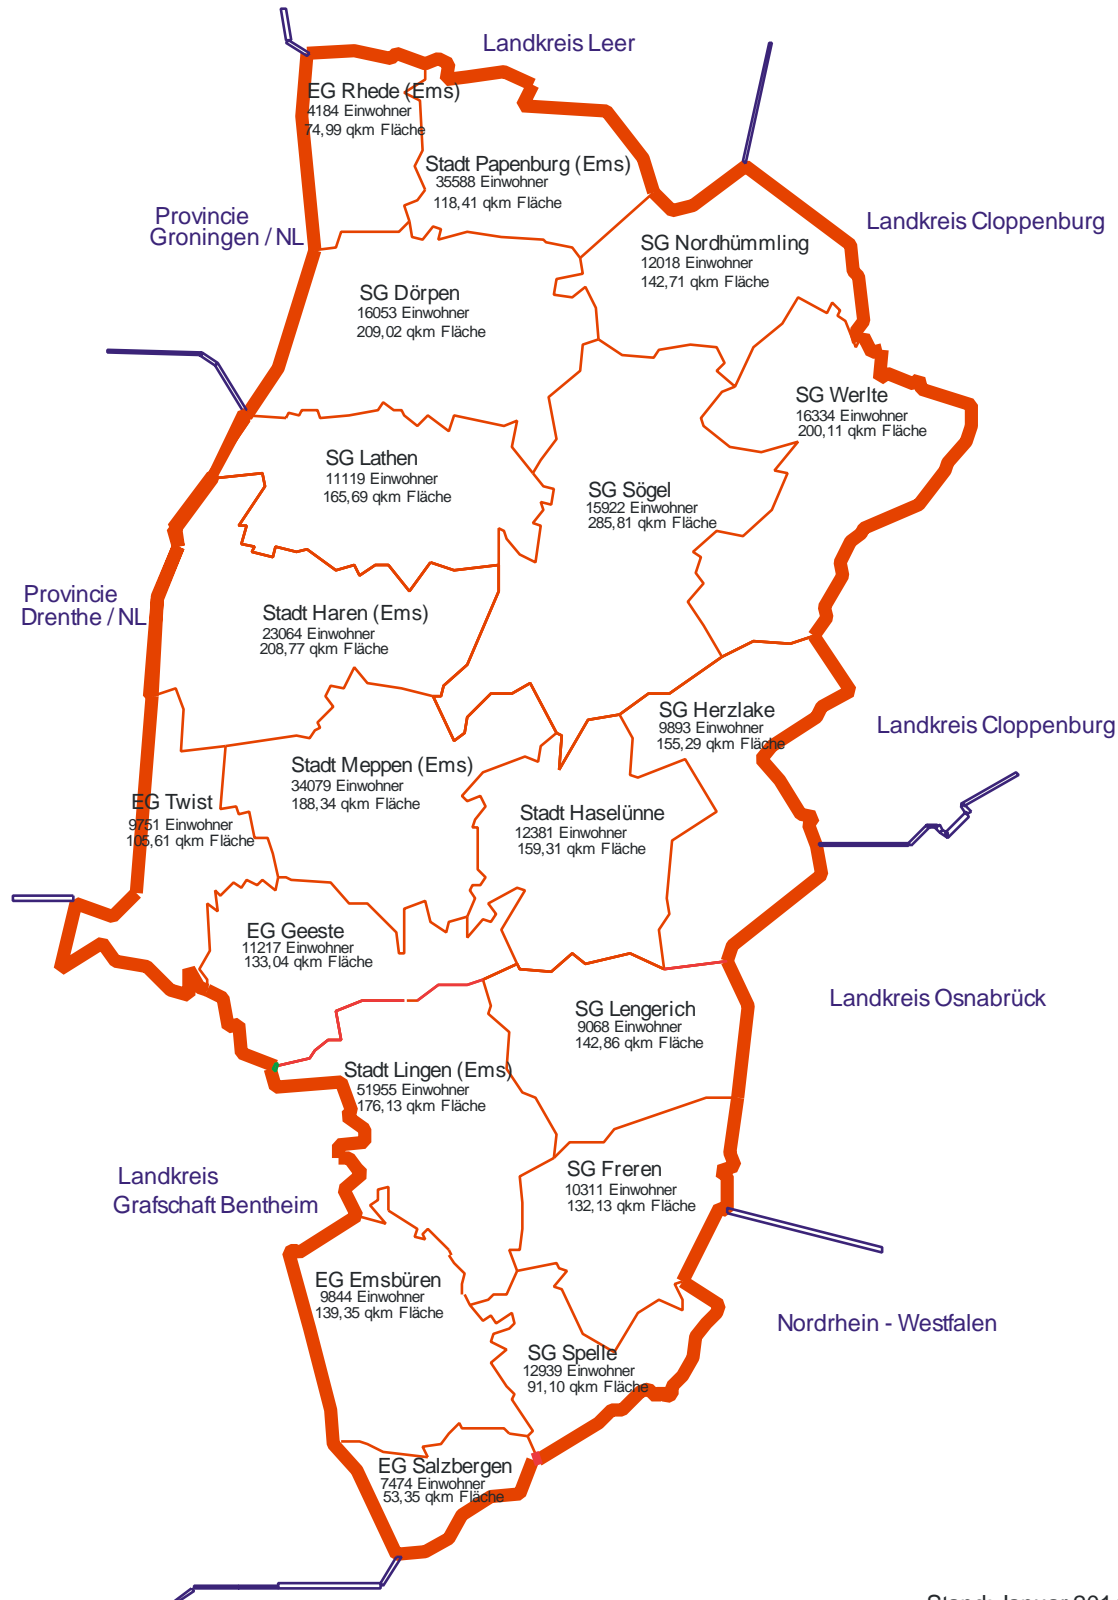 Landkreis Leer
EG Rhede (Ems)
4184 Einwohner
74,99 qkm Fläche
Stadt Papenburg (Ems)
35588 Einwohner
118,41 qkm Fläche
Provincie
Groningen / NL
Landkreis Cloppenburg
SG Nordhümmling
12018 Einwohner
142,71 qkm Fläche
SG Dörpen
16053 Einwohner
209,02 qkm Fläche
SG Werlte
16334 Einwohner
200,11 qkm Fläche
SG Lathen
11119 Einwohner
165,69 qkm Fläche
SG Sögel
15922 Einwohner
285,81 qkm Fläche
Provincie
Drenthe / NL
Stadt Haren (Ems)
23064 Einwohner
208,77 qkm Fläche
SG Herzlake
9893 Einwohner
155,29 qkm Fläche
Landkreis Cloppenburg
Stadt Meppen (Ems)
34079 Einwohner
188,34 qkm Fläche
EG Twist
9751 Einwohner
105,61 qkm Fläche
Stadt Haselünne
12381 Einwohner
159,31 qkm Fläche
EG Geeste
11217 Einwohner
133,04 qkm Fläche
Landkreis Osnabrück
SG Lengerich
9068 Einwohner
142,86 qkm Fläche
Stadt Lingen (Ems)
51955 Einwohner
176,13 qkm Fläche
Landkreis
Grafschaft Bentheim
SG Freren
10311 Einwohner
132,13 qkm Fläche
EG Emsbüren
9844 Einwohner
139,35 qkm Fläche
Nordrhein - Westfalen
SG Spelle
12939 Einwohner
91,10 qkm Fläche
EG Salzbergen
7474 Einwohner
53,35 qkm Fläche
Stand: Januar 201